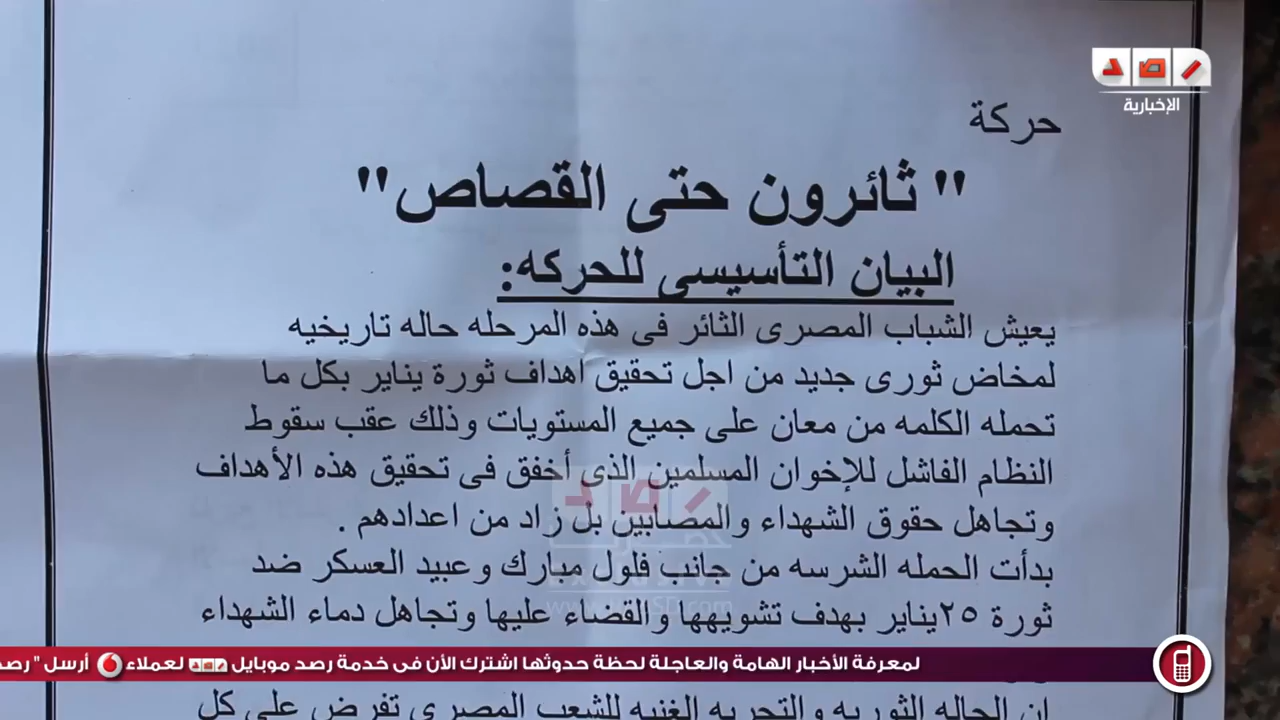 رصد
الإخبارية
حركة
" ثائرون حتى القصاص"
البيان التأسيسى للحركه:
يعيش الشباب المصرى الثائر فى هذه المرحله حاله تاريخيه
لمخاض ثورى جديد من اجل تحقيق اهداف ثورة يناير بكل ما
تحمله الكلمه من معان على جميع المستويات وذلك عقب سقوط
النظام الفاشل للإخوان المسلمين الذى أخفق فى تحقيق هذه الأهداف
وتجاهل حقوق الشهداء والمصابين بل زاد من اعدادهم .
بدأت الحمله الشرسه من جانب فلول مبارك وعبيد العسكر ضد
ثورة ٢٥يناير بهدف تشويهها والقضاء عليها وتجاهل دماء الشهداء
لمعرفة الأخبار الهامة والعاجلة لحظة حدوثها اشترك الأن فى خدمة رصد موبايل رصد لعملاء أرسل " رصد
ان الحاله الثوريه والتجربه الغنيه للشعب المصرى تفرض على كل